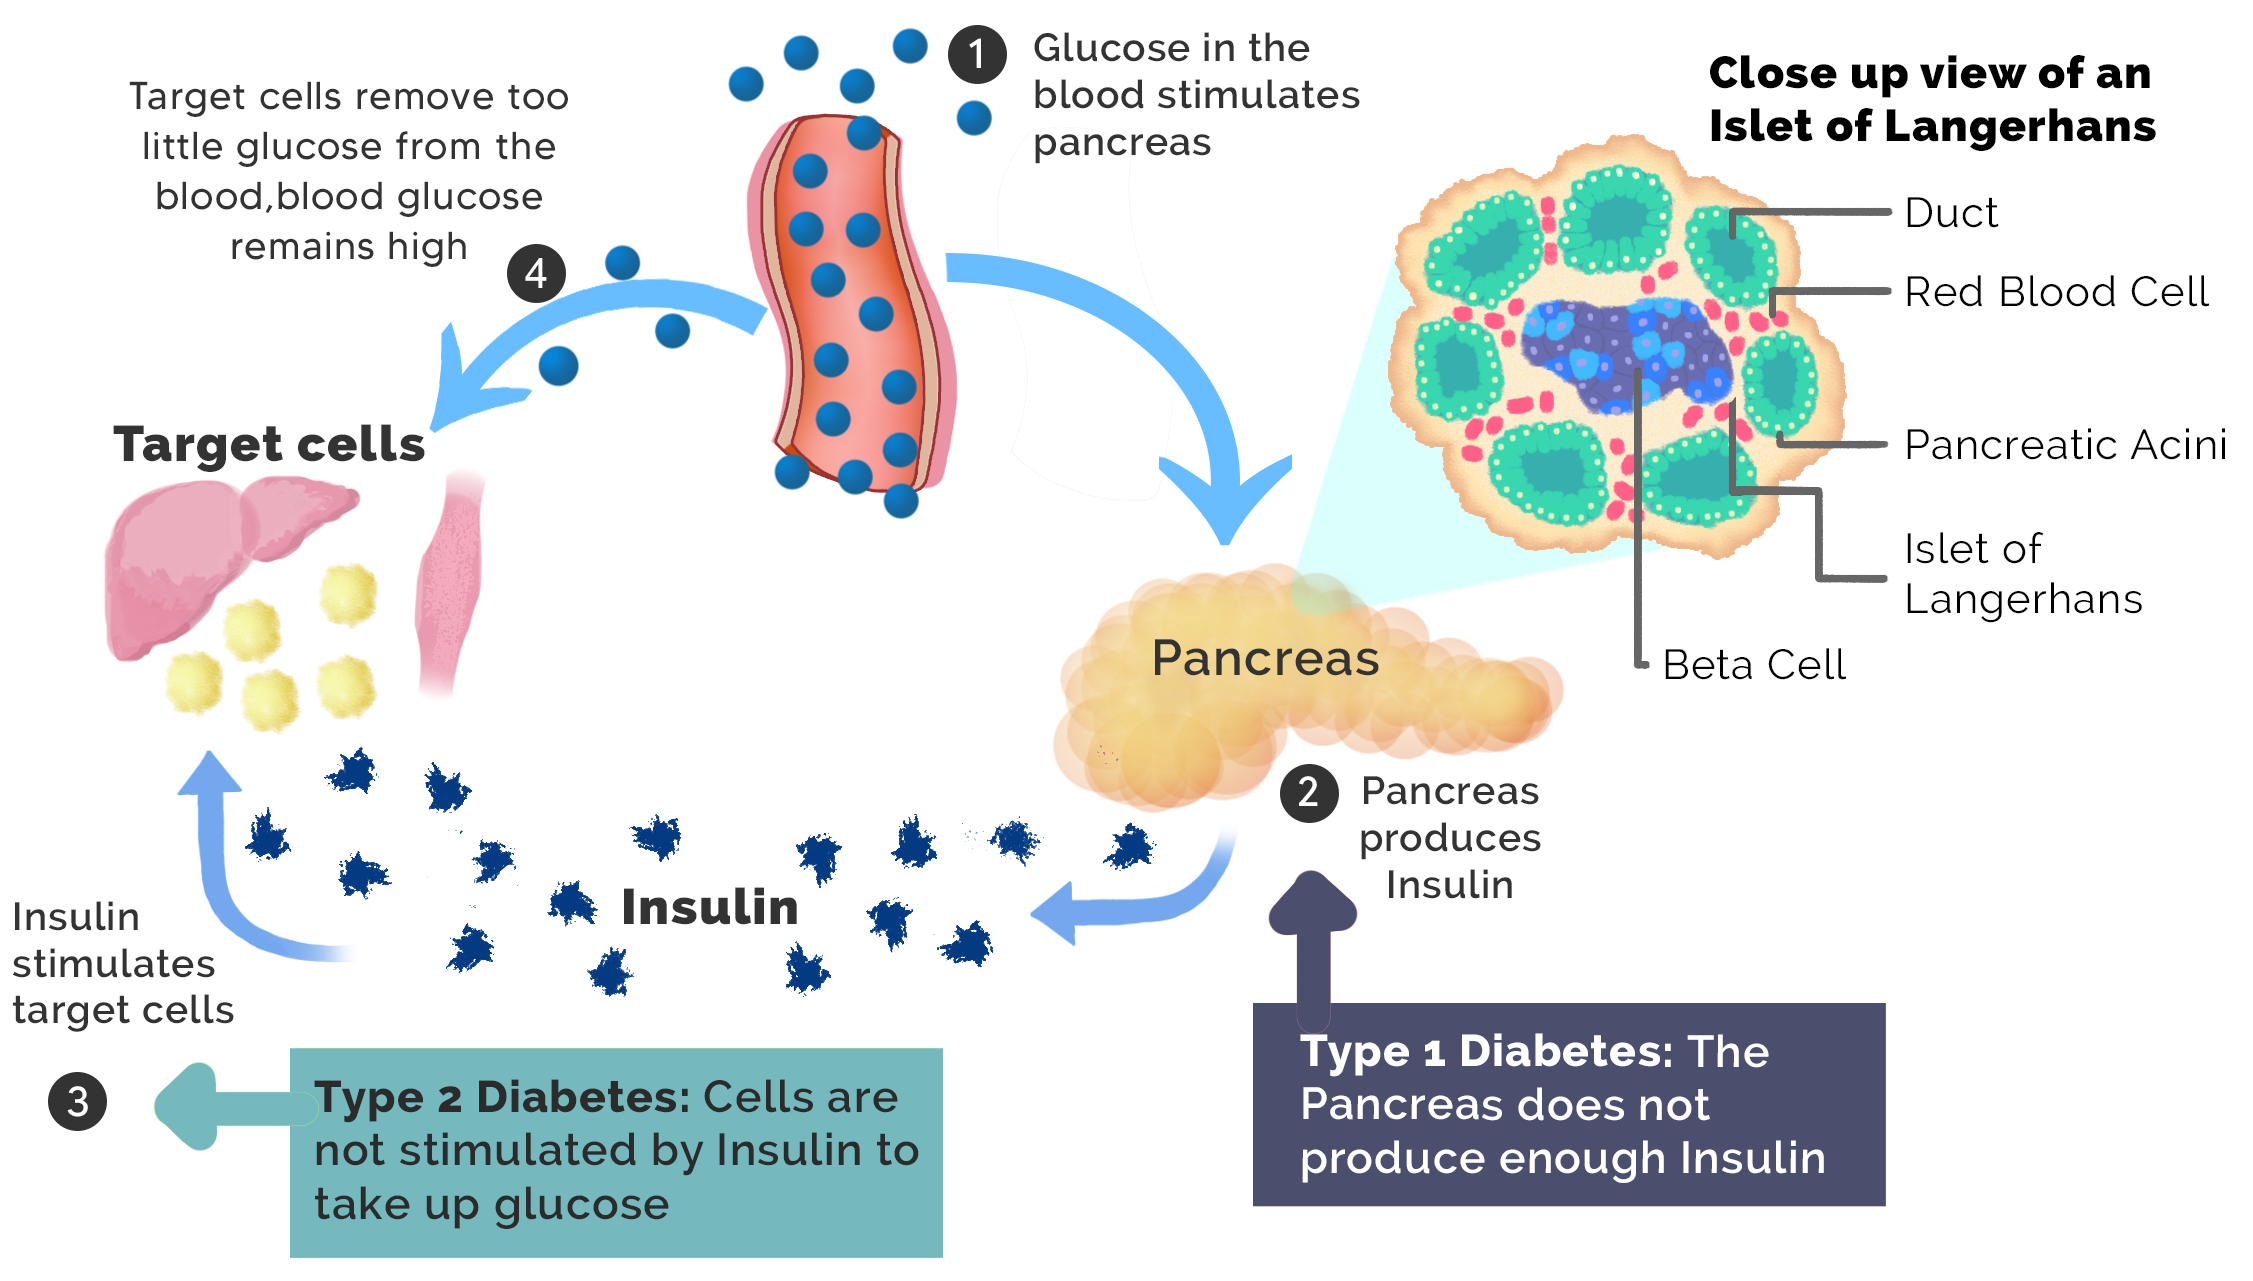 1
Glucose in the
blood stimulates
pancreas
Close up view of an
Islet of Langerhans
Duct
Red Blood Cell
Pancreatic Acini
Islet of
Langerhans
Beta Cell
Target cells remove too
little glucose from the
blood,blood glucose
remains high
4
Target cells
Pancreas
2
Pancreas
produces
Insulin
Insulin
Insulin
stimulates
target cells
3
Type 2 Diabetes: Cells are
not stimulated by Insulin to
take up glucose
Type 1 Diabetes: The
Pancreas does not
produce enough Insulin